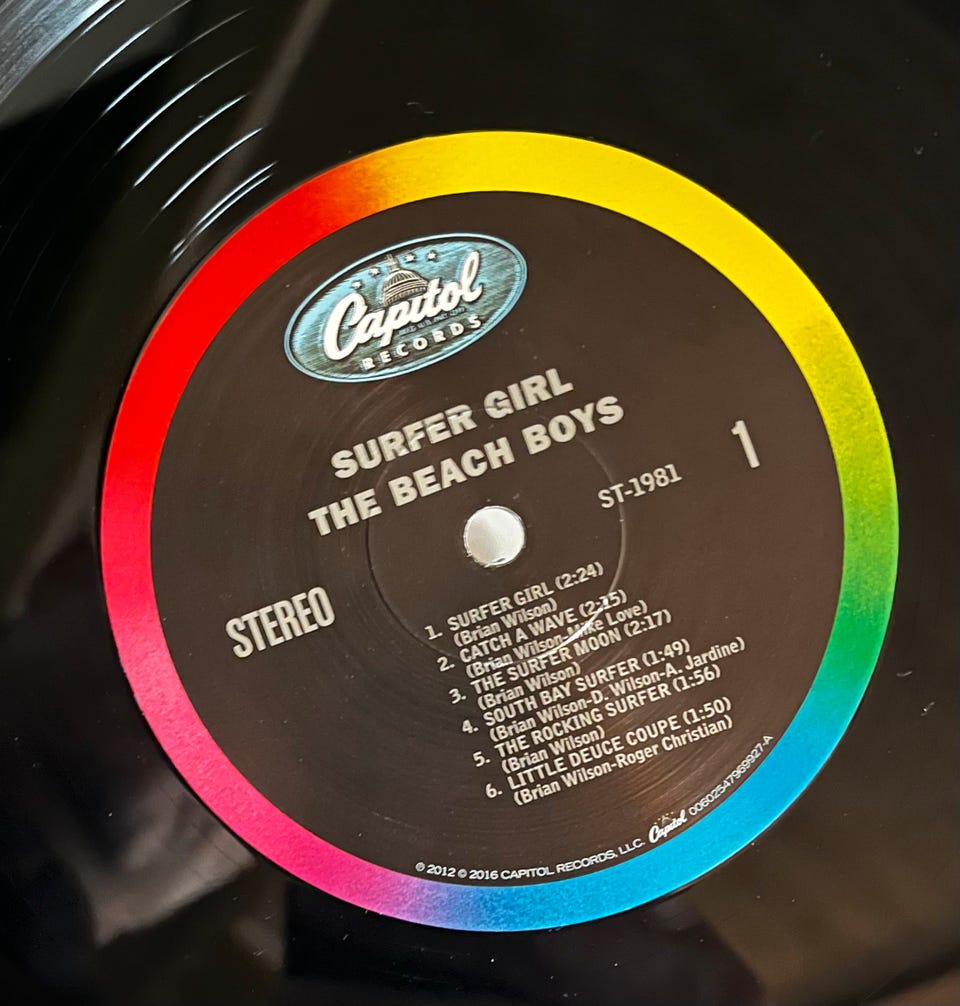 Capitol
RECORDS
SURFER GIRL
THE BEACH BOYS
1
ST-1981
STEREO
1. SURFER GIRL (2:24)
(Brian Wilson)
2. CATCH A WAVE (2:15)
(Brian Wilson-Mike Love)
3. THE SURFER MOON (2:17)
(Brian Wilson)
4. SOUTH BAY SURFER (1:49)
(Brian Wilson-D. Wilson-A. Jardine)
5. THE ROCKING SURFER (1:56)
(Brian Wilson)
6. LITTLE DEUCE COUPE (1:50)
(Brian Wilson-Roger Christian)
℗ 2012 © 2016 CAPITOL RECORDS, LLC. Capitol 00602547969927-A